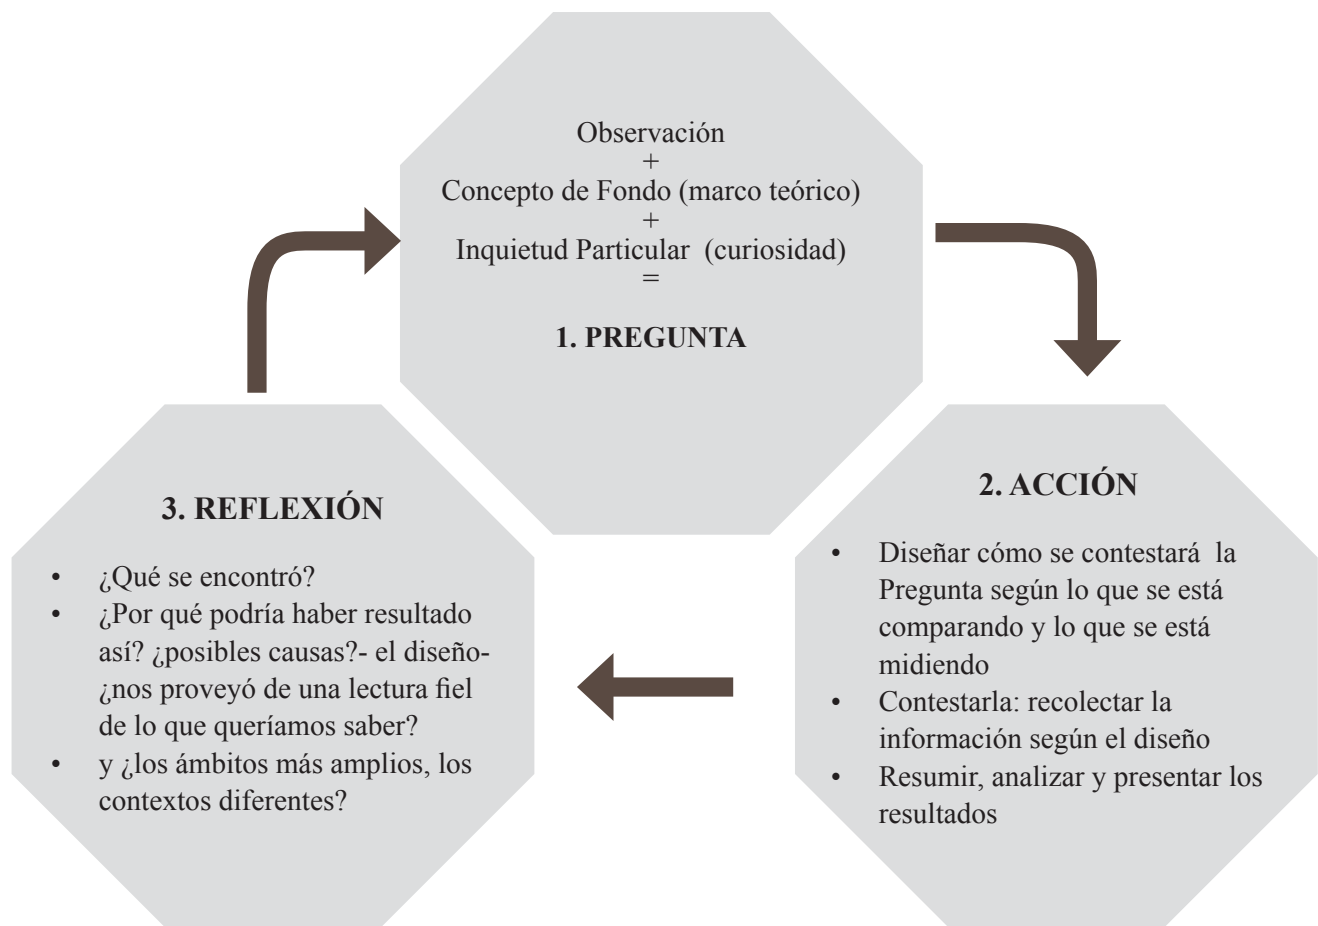 Observación
+
Concepto de Fondo (marco teórico)
+
Inquietud Particular (curiosidad)
=
1. PREGUNTA
2. ACCIÓN
• Diseñar cómo se contestará la
Pregunta según lo que se está
comparando y lo que se está
midiendo
• Contestarla: recolectar la
información según el diseño
• Resumir, analizar y presentar los
resultados
3. REFLEXIÓN
• ¿Qué se encontró?
• ¿Por qué podría haber resultado
así? ¿posibles causas?- el diseño-
¿nos proveyó de una lectura fiel
de lo que queríamos saber?
• y ¿los ámbitos más amplios, los
contextos diferentes?